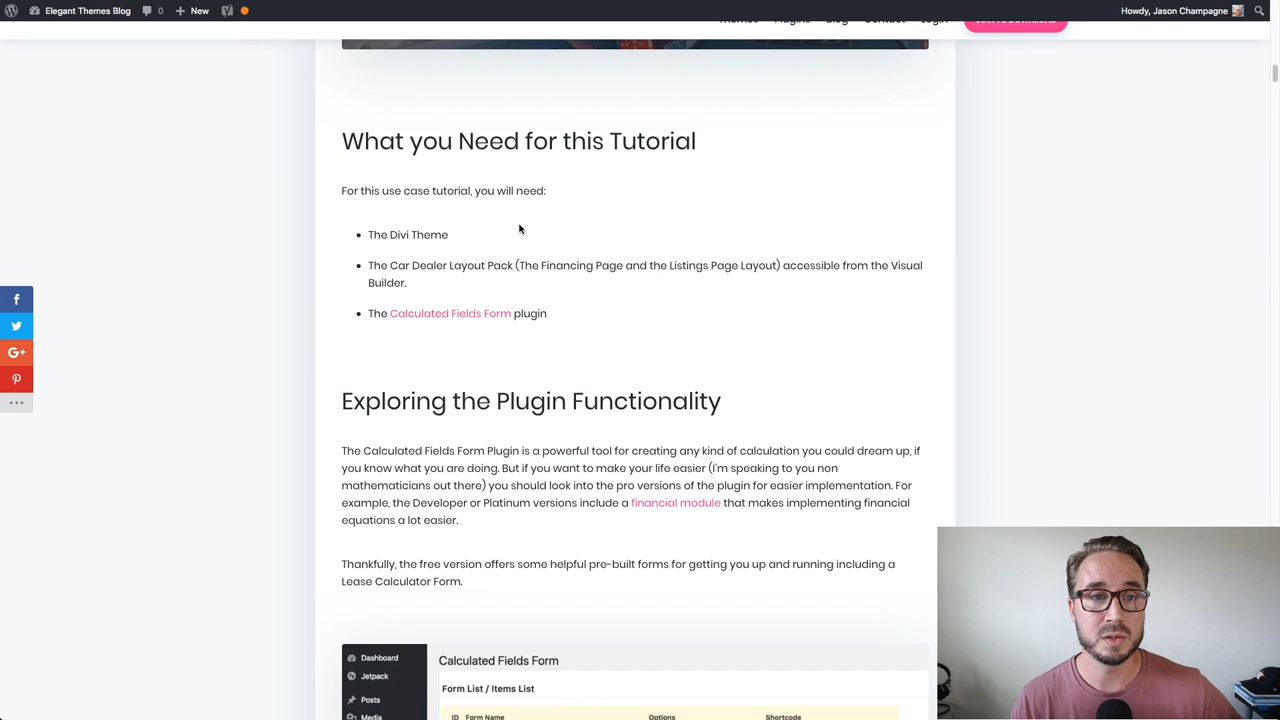 Elegant Themes Blog 0 New Howdy, Jason Champagne
Themes Plugins Blog Contact Login JOIN TO DOWNLOAD
What you Need for this Tutorial
For this use case tutorial, you will need:
The Divi Theme
The Car Dealer Layout Pack (The Financing Page and the Listings Page Layout) accessible from the Visual
Builder.
The Calculated Fields Form plugin
Exploring the Plugin Functionality
The Calculated Fields Form Plugin is a powerful tool for creating any kind of calculation you could dream up, if
you know what you are doing. But if you want to make your life easier (I'm speaking to you non
mathematicians out there) you should look into the pro versions of the plugin for easier implementation. For
example, the Developer or Platinum versions include a financial module that makes implementing financial
equations a lot easier.
Thankfully, the free version offers some helpful pre-built forms for getting you up and running including a
Lease Calculator Form.
Dashboard Calculated Fields Form
Jetpack
Form List / Items List
Posts
Media ID Form Name Options Shortcode